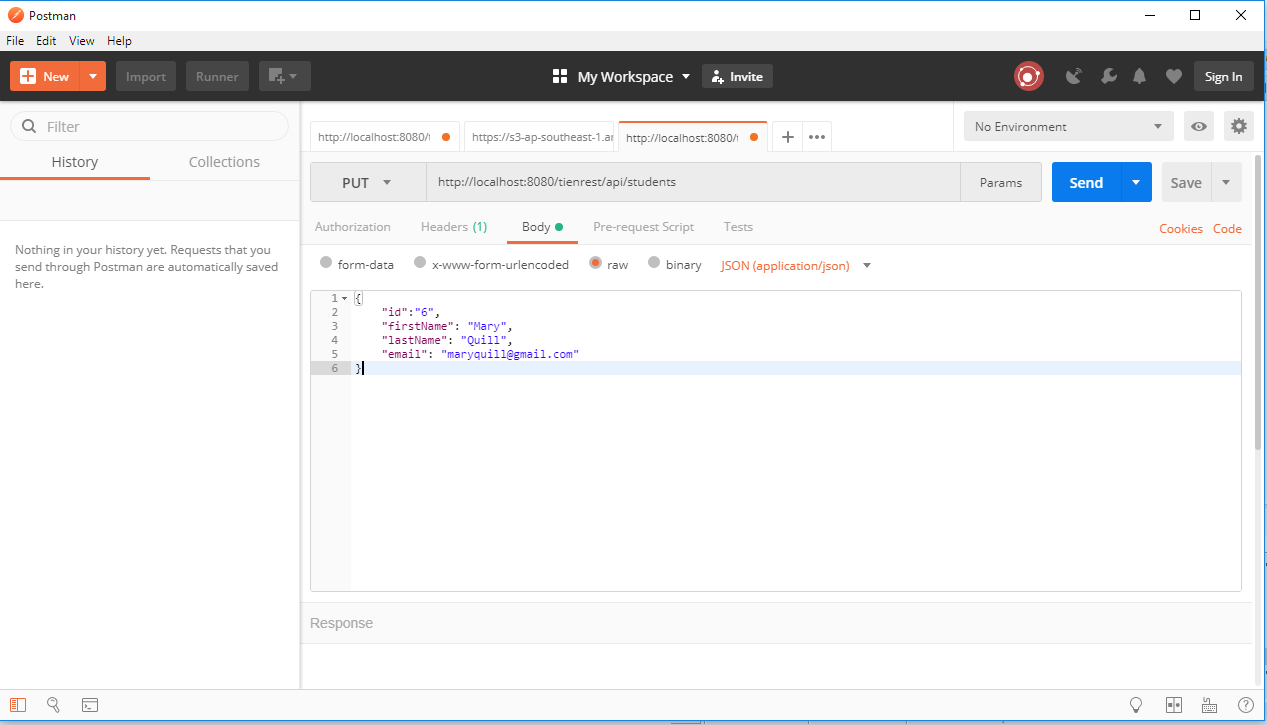 Postman
File Edit View Help
New Import Runner My Workspace Invite Sign In
Filter
History Collections
Nothing in your history yet. Requests that you
send through Postman are automatically saved
here.
http://localhost:8080/t https://s3-ap-southeast-1.ar http://localhost:8080/t ••• No Environment
PUT http://localhost:8080/tienrest/api/students Params Send Save
Authorization Headers (1) Body Pre-request Script Tests Cookies Code
form-data x-www-form-urlencoded raw binary JSON (application/json)
1 {
2 "id":"6",
3 "firstName": "Mary",
4 "lastName": "Quill",
5 "email": "maryquill@gmail.com"
6 }
Response